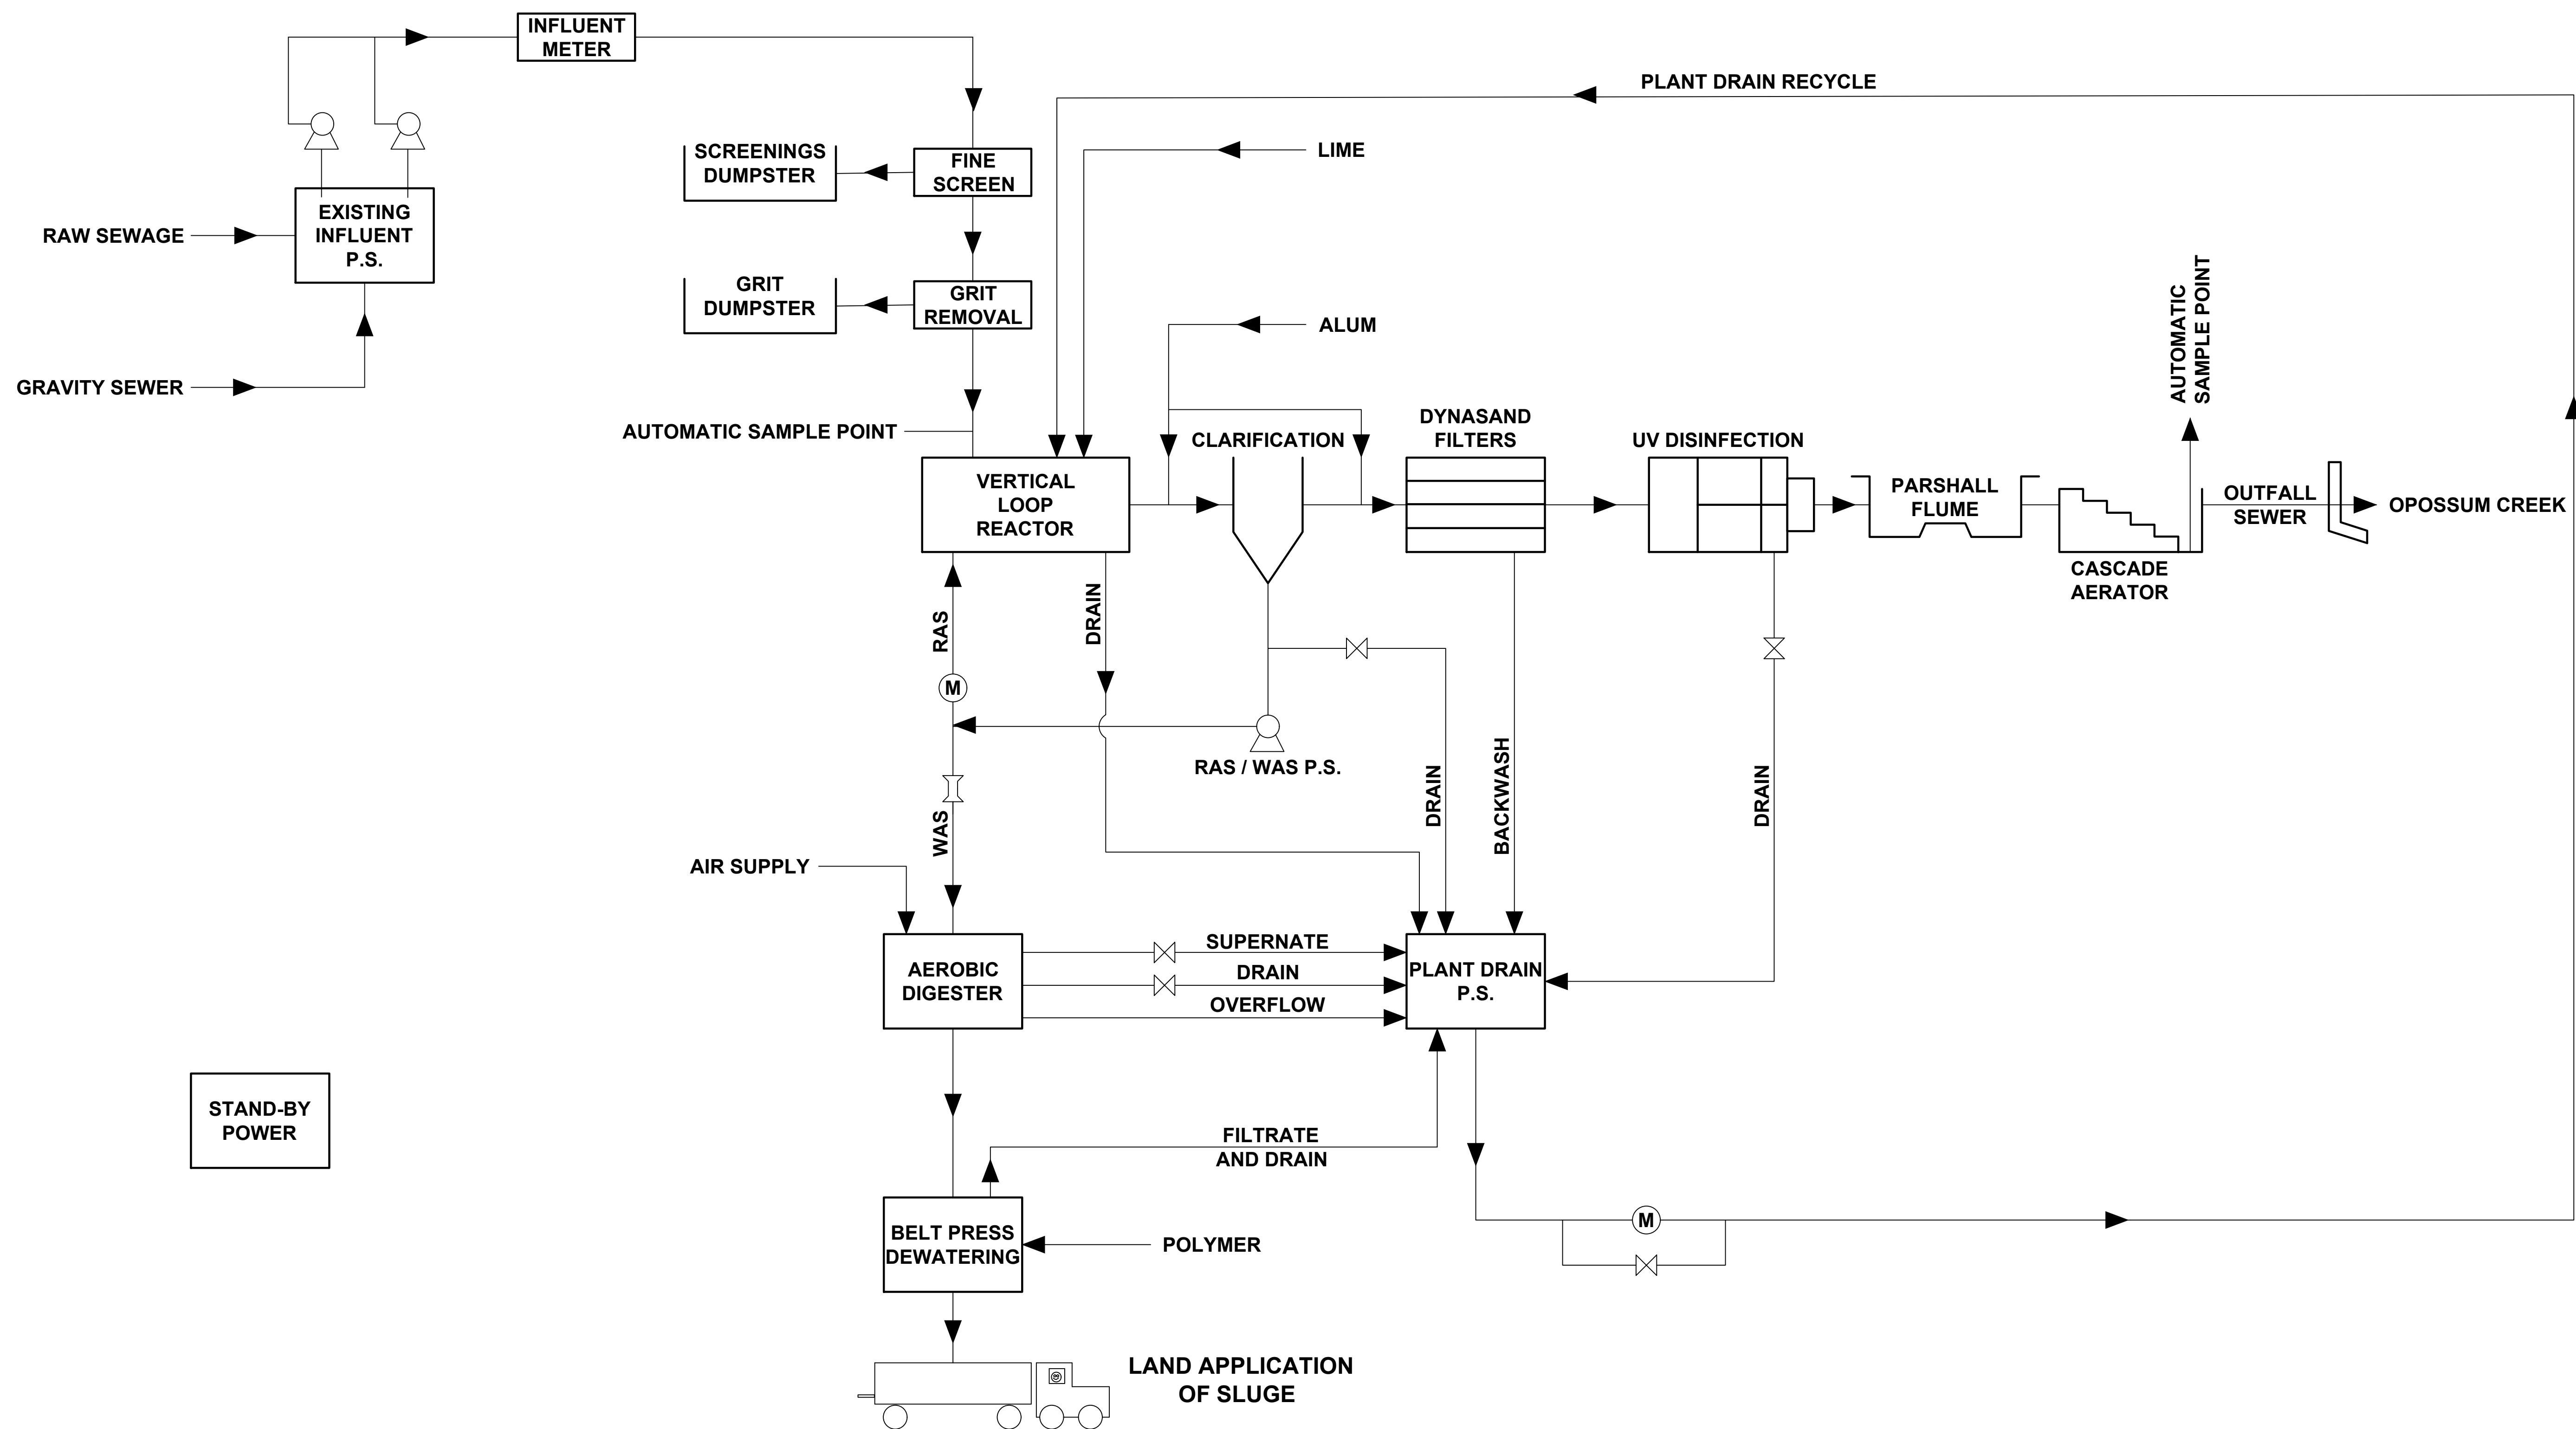 INFLUENT
METER
PLANT DRAIN RECYCLE
SCREENINGS
DUMPSTER
FINE
SCREEN
LIME
EXISTING
INFLUENT
P.S.
RAW SEWAGE
GRIT
DUMPSTER
GRIT
REMOVAL
ALUM
AUTOMATIC
SAMPLE POINT
GRAVITY SEWER
AUTOMATIC SAMPLE POINT
CLARIFICATION
DYNASAND
FILTERS
UV DISINFECTION
VERTICAL
LOOP
REACTOR
PARSHALL
FLUME
OUTFALL
SEWER
OPOSSUM CREEK
CASCADE
AERATOR
RAS
DRAIN
M
RAS / WAS P.S.
DRAIN
BACKWASH
DRAIN
WAS
AIR SUPPLY
AEROBIC
DIGESTER
SUPERNATE
DRAIN
OVERFLOW
PLANT DRAIN
P.S.
STAND-BY
POWER
FILTRATE
AND DRAIN
BELT PRESS
DEWATERING
POLYMER
M
LAND APPLICATION
OF SLUGE